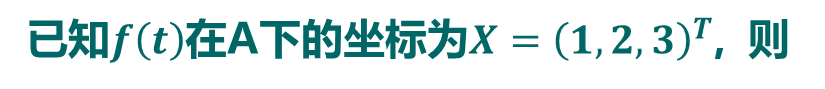 已知f(t)在A下的坐标为X = (1, 2, 3)^T, 则